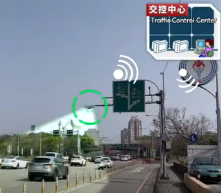 交控中心
Traffic Control Center